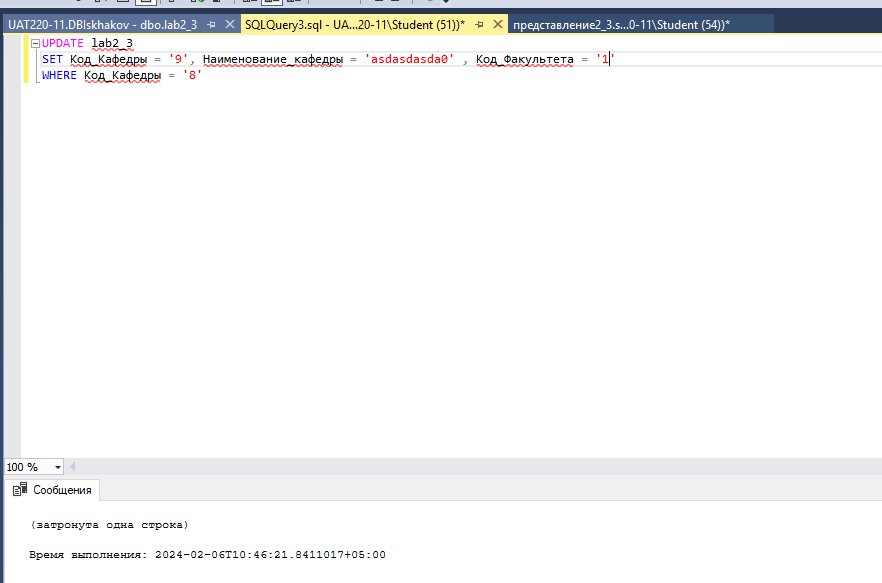 UAT220-11.DBIskhakov - dbo.lab2_3
SQLQuery3.sql - UA...20-11\Student (51))*
представление2_3.s...0-11\Student (54))*
UPDATE lab2_3
SET Код_Кафедры = '9', Наименование_кафедры = 'asdasdasda0' , Код_Факультета = '1'
WHERE Код_Кафедры = '8'
100 %
Сообщения
(затронута одна строка)
Время выполнения: 2024-02-06T10:46:21.8411017+05:00